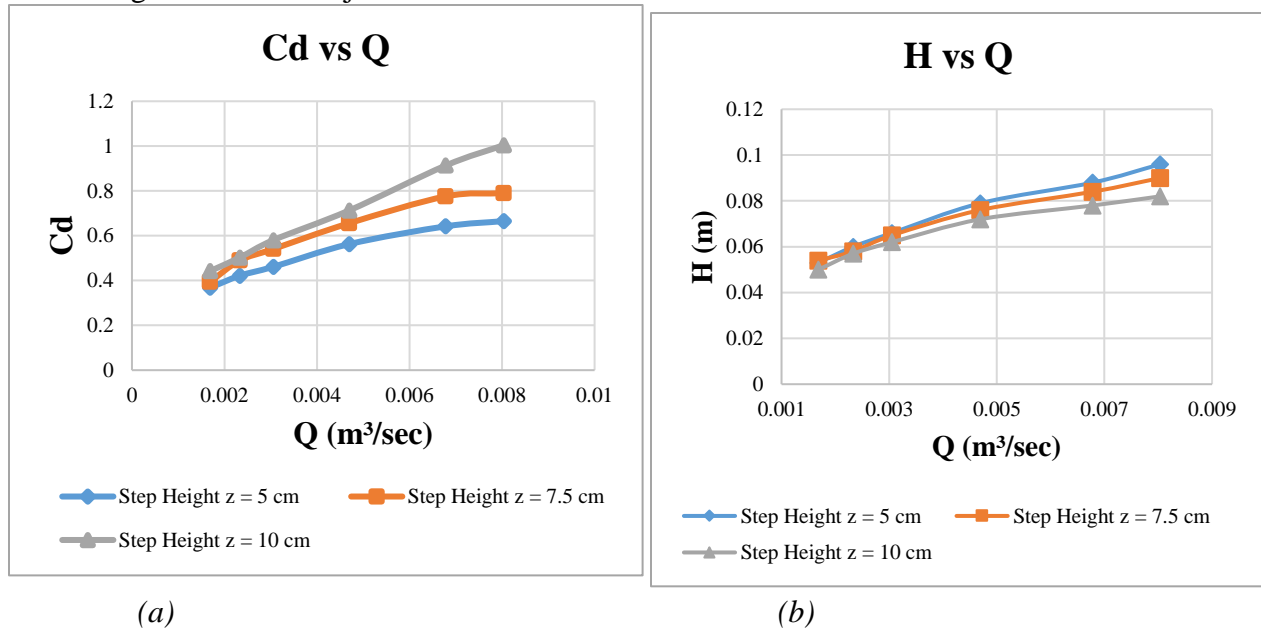 Cd vs Q
Cd
1.2
1
0.8
0.6
0.4
0.2
0
0 0.002 0.004 0.006 0.008 0.01
Q (m³/sec)
Step Height z = 5 cm Step Height z = 7.5 cm
Step Height z = 10 cm
(a)
H vs Q
H (m)
0.12
0.1
0.08
0.06
0.04
0.02
0
0.001 0.003 0.005 0.007 0.009
Q (m³/sec)
Step Height z = 5 cm Step Height z = 7.5 cm
Step Height z = 10 cm
(b)